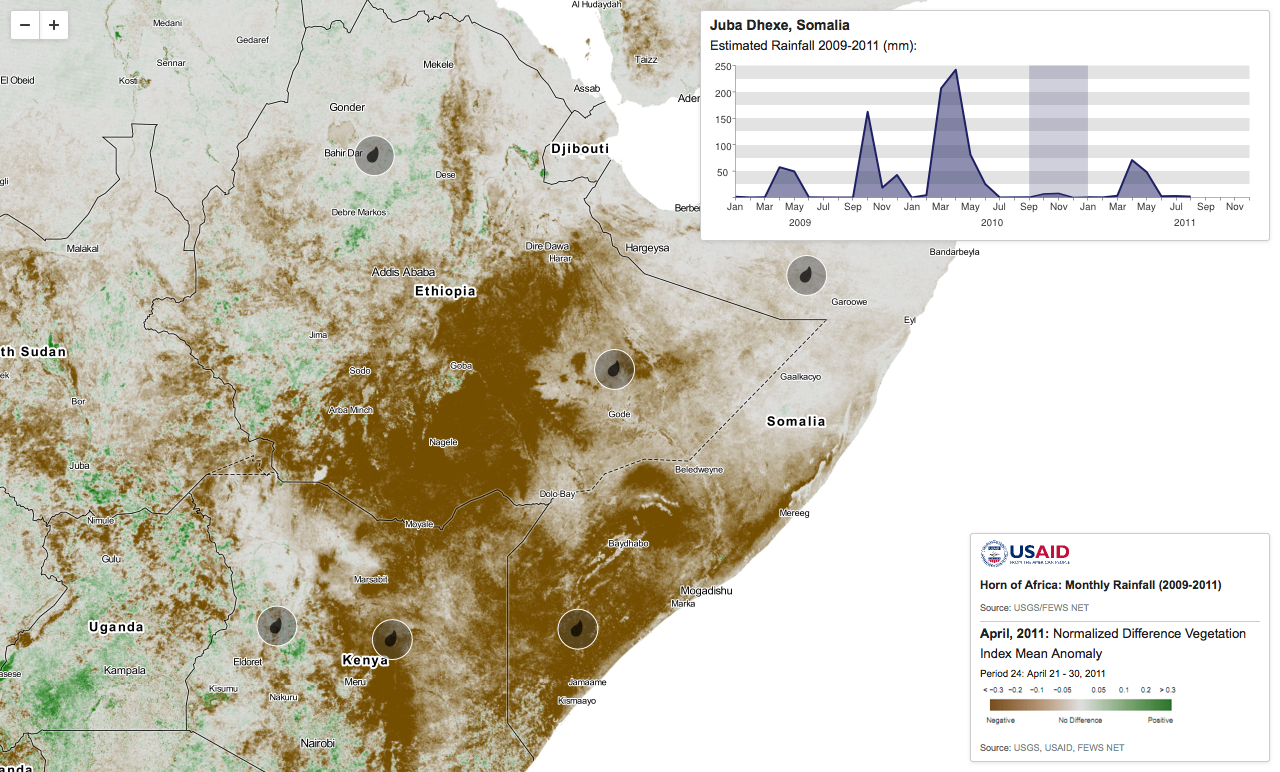 −
+
Juba Dhexe, Somalia
Estimated Rainfall 2009-2011 (mm):
250
200
150
100
50
Jan Mar May Jul Sep Nov Jan Mar May Jul Sep Nov Jan Mar May Jul Sep Nov
2009 2010 2011
Al Hudaydah
Medani
Gedaref
Sennar
Taizz
Mekele
El Obeid
Kosti
Assab
Aden
Gonder
Djibouti
Bahir Dar
Dese
Debre Markos
Berbe
Malakal
Dire Dawa
Harar
Hargeysa
Bandarbeyla
Addis Ababa
Ethiopia
Garoowe
Eyl
Jima
th Sudan
Goba
Sodo
Gaalkacyo
Bor
Arba Minch
Gode
Somalia
Nagele
Juba
Beledweyne
Dolo-Bay
Mereeg
Nimule
Moyale
Baydhabo
Gulu
Marsabit
Mogadishu
Marka
Uganda
Eldoret
Kenya
Kampala
Meru
Jamaame
Kisumu
Nakuru
Kismaayo
Nairobi
USAID
FROM THE AMERICAN PEOPLE
Horn of Africa: Monthly Rainfall (2009-2011)
Source: USGS/FEWS NET
April, 2011: Normalized Difference Vegetation
Index Mean Anomaly
Period 24: April 21 - 30, 2011
< −0.3 −0.2 −0.1 −0.05 0.05 0.1 0.2 > 0.3
Negative No Difference Positive
Source: USGS, USAID, FEWS NET